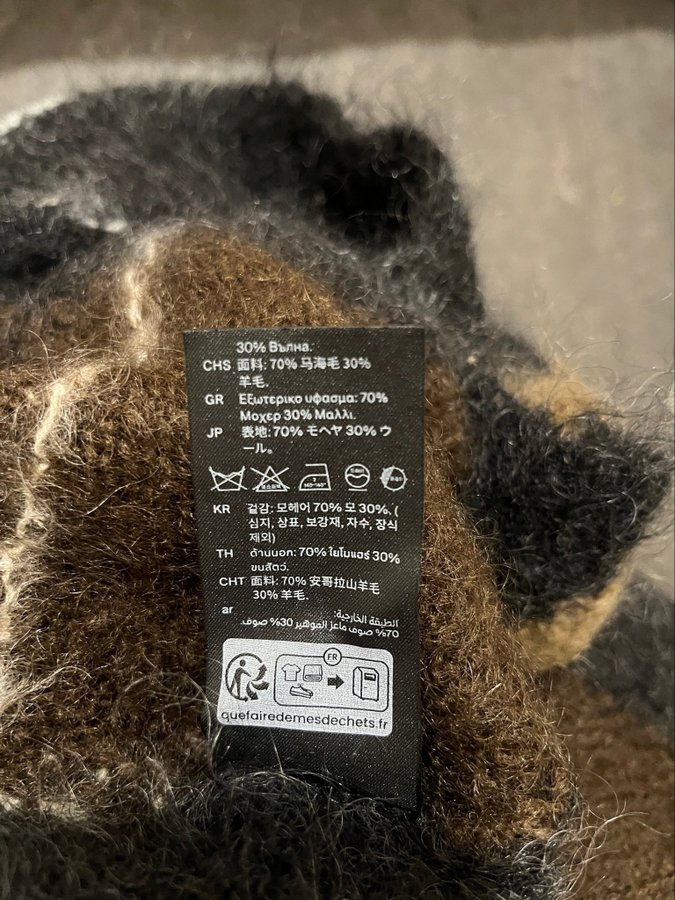 30% Вълна.
CHS 面料: 70% 马海毛 30%
羊毛.
GR Εξωτερικο υφασμα: 70%
Μοχερ 30% Μαλλι.
JP 表地: 70% モヘヤ 30% ウ
ール。
KR 겉감: 모헤어 70% 모 30%. (
심지, 상표, 보강재, 자수, 장식
제외)
TH ด้านนอก: 70% ใยโมแฮร์ 30%
ขนสัตว์.
CHT 面料: 70% 安哥拉山羊毛
30% 羊毛.
ar الطبقة الخارجية:
70% صوف ماعز الموهير 30% صوف.
FR
quefairedemesdechets.fr